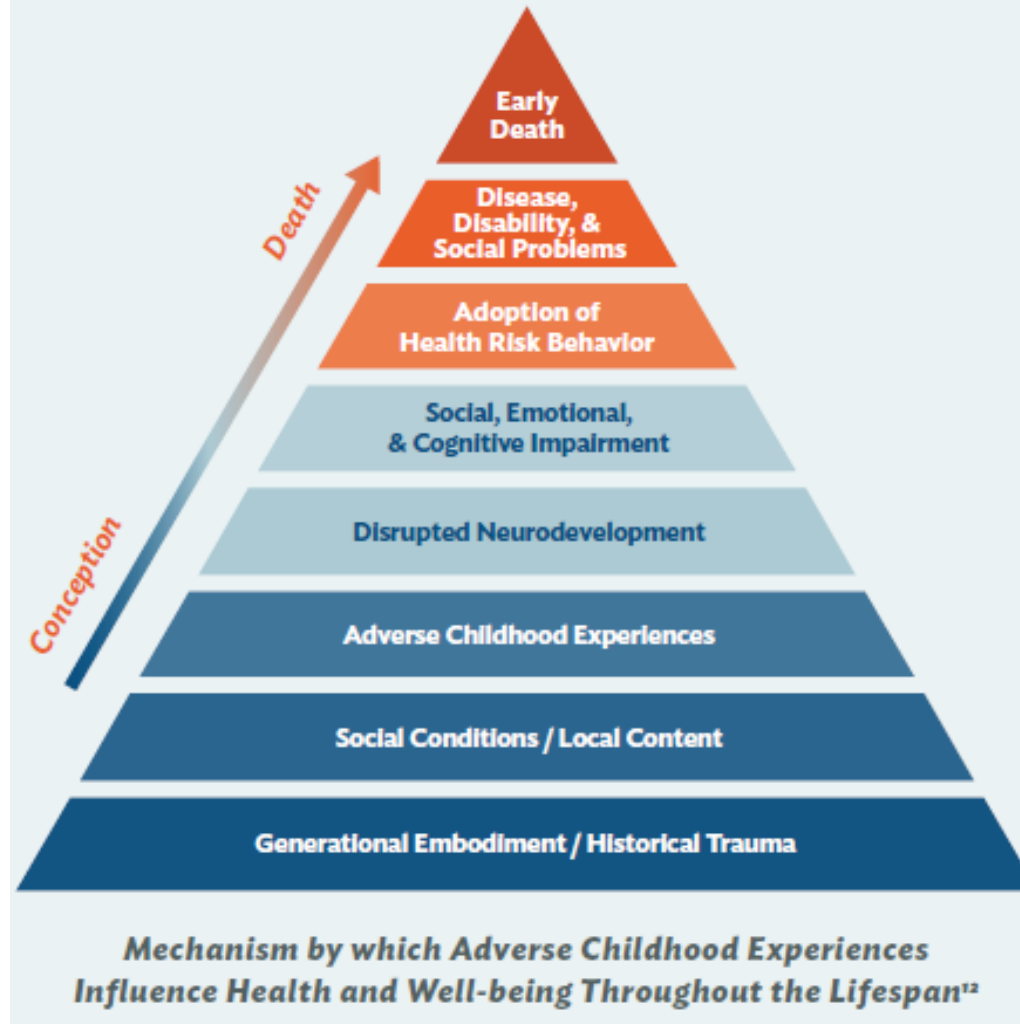 Early
Death
Death
Disease,
Disability, &
Social Problems
Adoption of
Health Risk Behavior
Social, Emotional,
& Cognitive Impairment
Conception
Disrupted Neurodevelopment
Adverse Childhood Experiences
Social Conditions / Local Content
Generational Embodiment / Historical Trauma
Mechanism by which Adverse Childhood Experiences
Influence Health and Well-being Throughout the Lifespan¹²